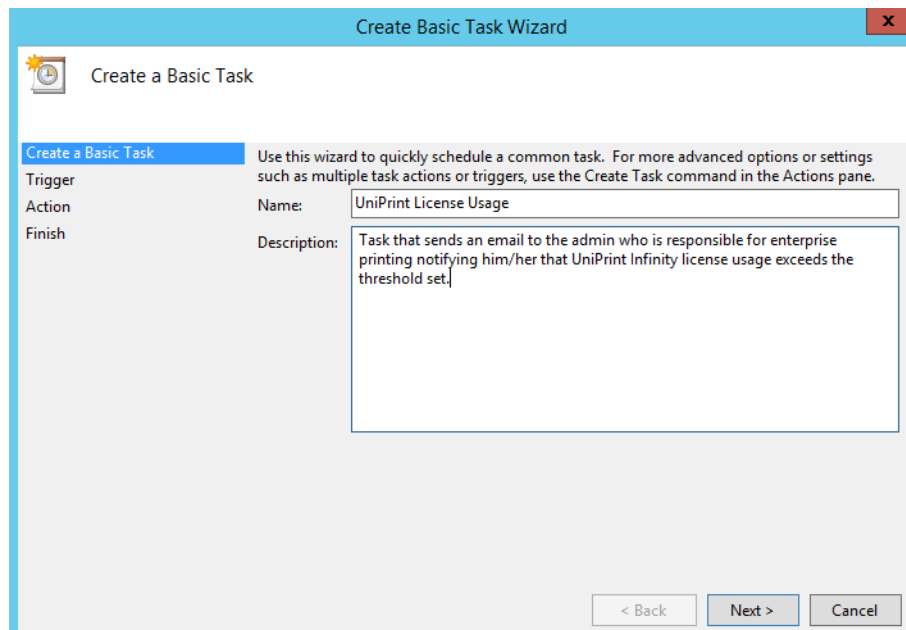 Create Basic Task Wizard
x
Create a Basic Task
Create a Basic Task
Trigger
Action
Finish
Use this wizard to quickly schedule a common task. For more advanced options or settings
such as multiple task actions or triggers, use the Create Task command in the Actions pane.
Name:
UniPrint License Usage
Description:
Task that sends an email to the admin who is responsible for enterprise
printing notifying him/her that UniPrint Infinity license usage exceeds the
threshold set.
< Back
Next >
Cancel